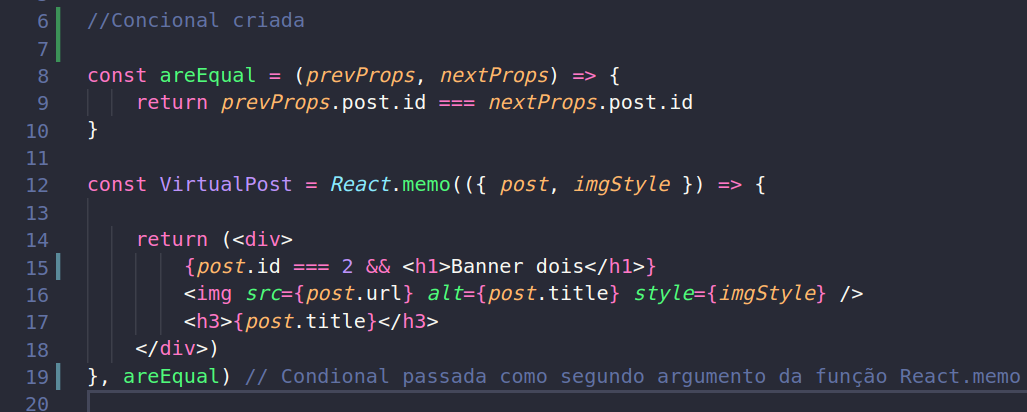 6 //Concional criada
7
8 const areEqual = (prevProps, nextProps) => {
9 return prevProps.post.id === nextProps.post.id
10 }
11
12 const VirtualPost = React.memo(({ post, imgStyle }) => {
13
14 return (<div>
15 {post.id === 2 && <h1>Banner dois</h1>}
16 <img src={post.url} alt={post.title} style={imgStyle} />
17 <h3>{post.title}</h3>
18 </div>)
19 }, areEqual) // Condional passada como segundo argumento da função React.memo
20